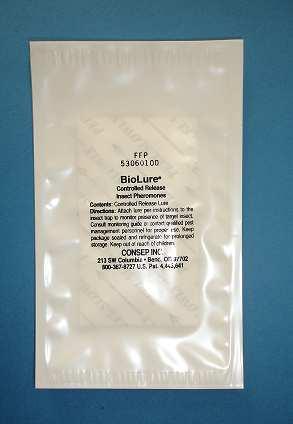 FFP
53060100
BioLure®
Controlled Release
Insect Pheromones
Contents: Controlled Release Lure
Directions: Attach lure per instructions to the
insect trap to monitor presence of target insect.
Consult monitoring guide or contact qualified pest
management personnel for proper use. Keep
package sealed and refrigerate for prolonged
storage. Keep out of reach of children.
CONSEP INC.
213 SW Columbia • Bend, OR 97702
800-367-8727 U.S. Pat. 4,445,641